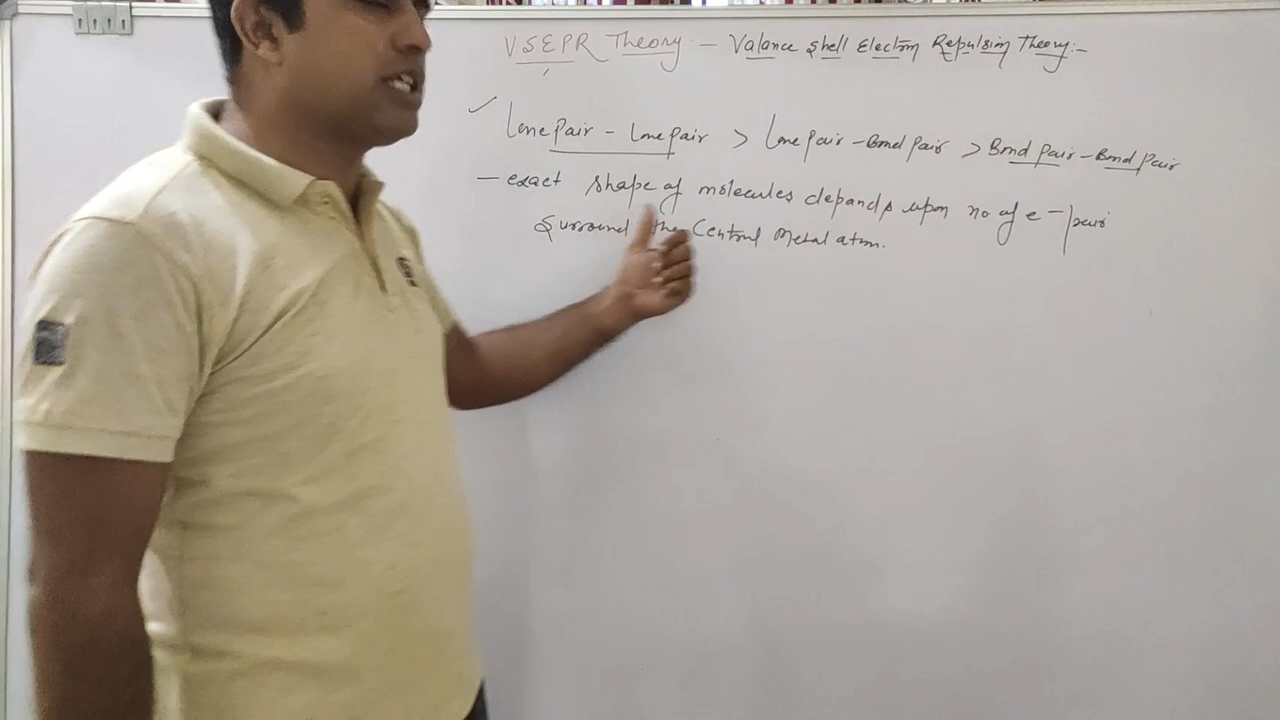 VSEPR Theory - Valance Shell Electron Repulsion Theory:-
Lone Pair - Lone Pair > Lone Pair - Bond Pair > Bond Pair - Bond Pair
- exact shape of molecules depands upon no of e- pair
Surround the Central Metal atom.